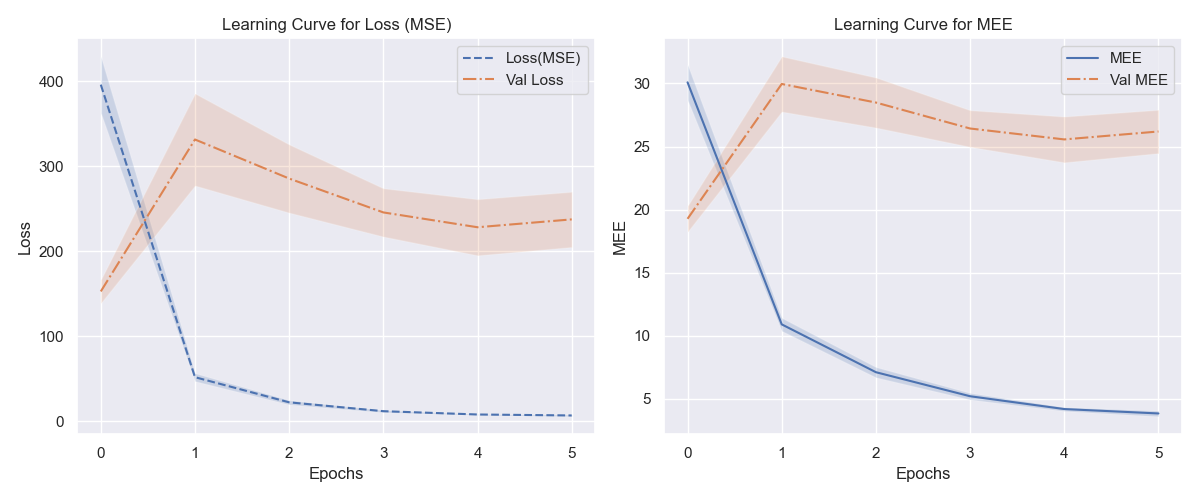 Learning Curve for Loss (MSE)
Loss(MSE)
Val Loss
Loss
400
300
200
100
0
0 1 2 3 4 5
Epochs
Learning Curve for MEE
MEE
Val MEE
MEE
30
25
20
15
10
5
0 1 2 3 4 5
Epochs